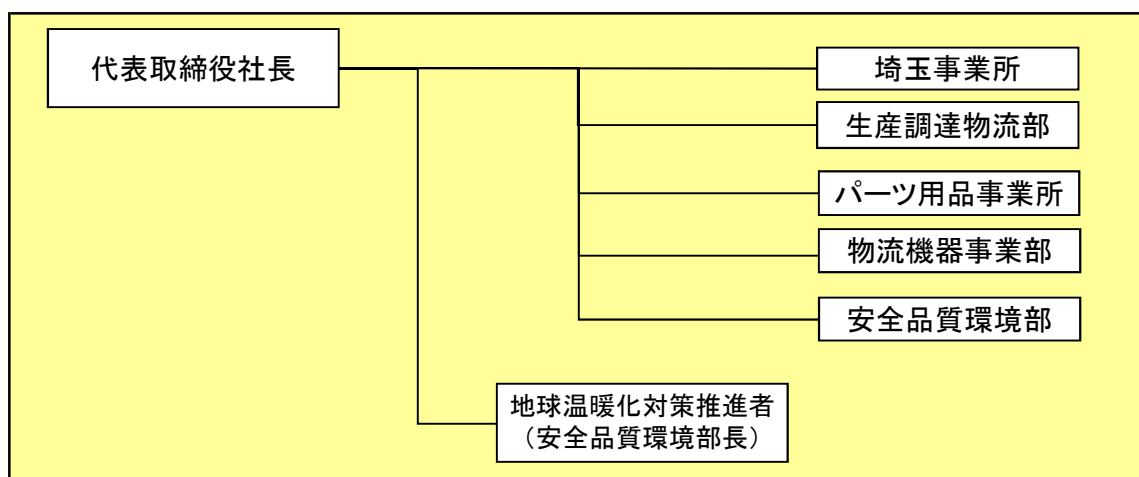 代表取締役社長
埼玉事業所
生産調達物流部
パーツ用品事業所
物流機器事業部
安全品質環境部
地球温暖化対策推進者
（安全品質環境部長）